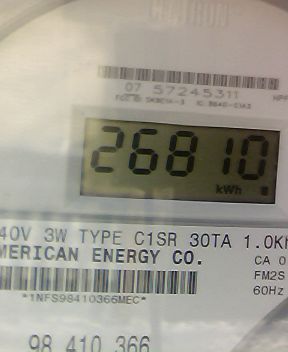 07 57245311
26810
kWh
40V 3W TYPE C1SR 30TA 1.0Kh
MERICAN ENERGY CO.
CA 0
FM2S
60Hz
*1NFS98410366MEC*
98 410 366